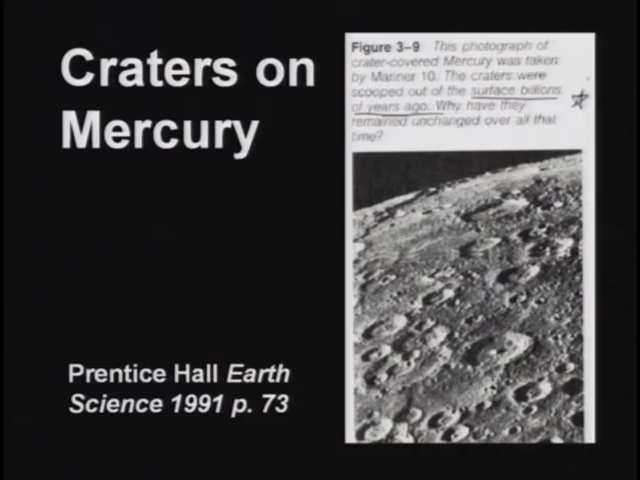 Craters on
Mercury
Figure 3–9 This photograph of
crater-covered Mercury was taken
by Mariner 10. The craters were
scooped out of the surface billions
of years ago. Why have they
remained unchanged over all that
time?
Prentice Hall Earth
Science 1991 p. 73